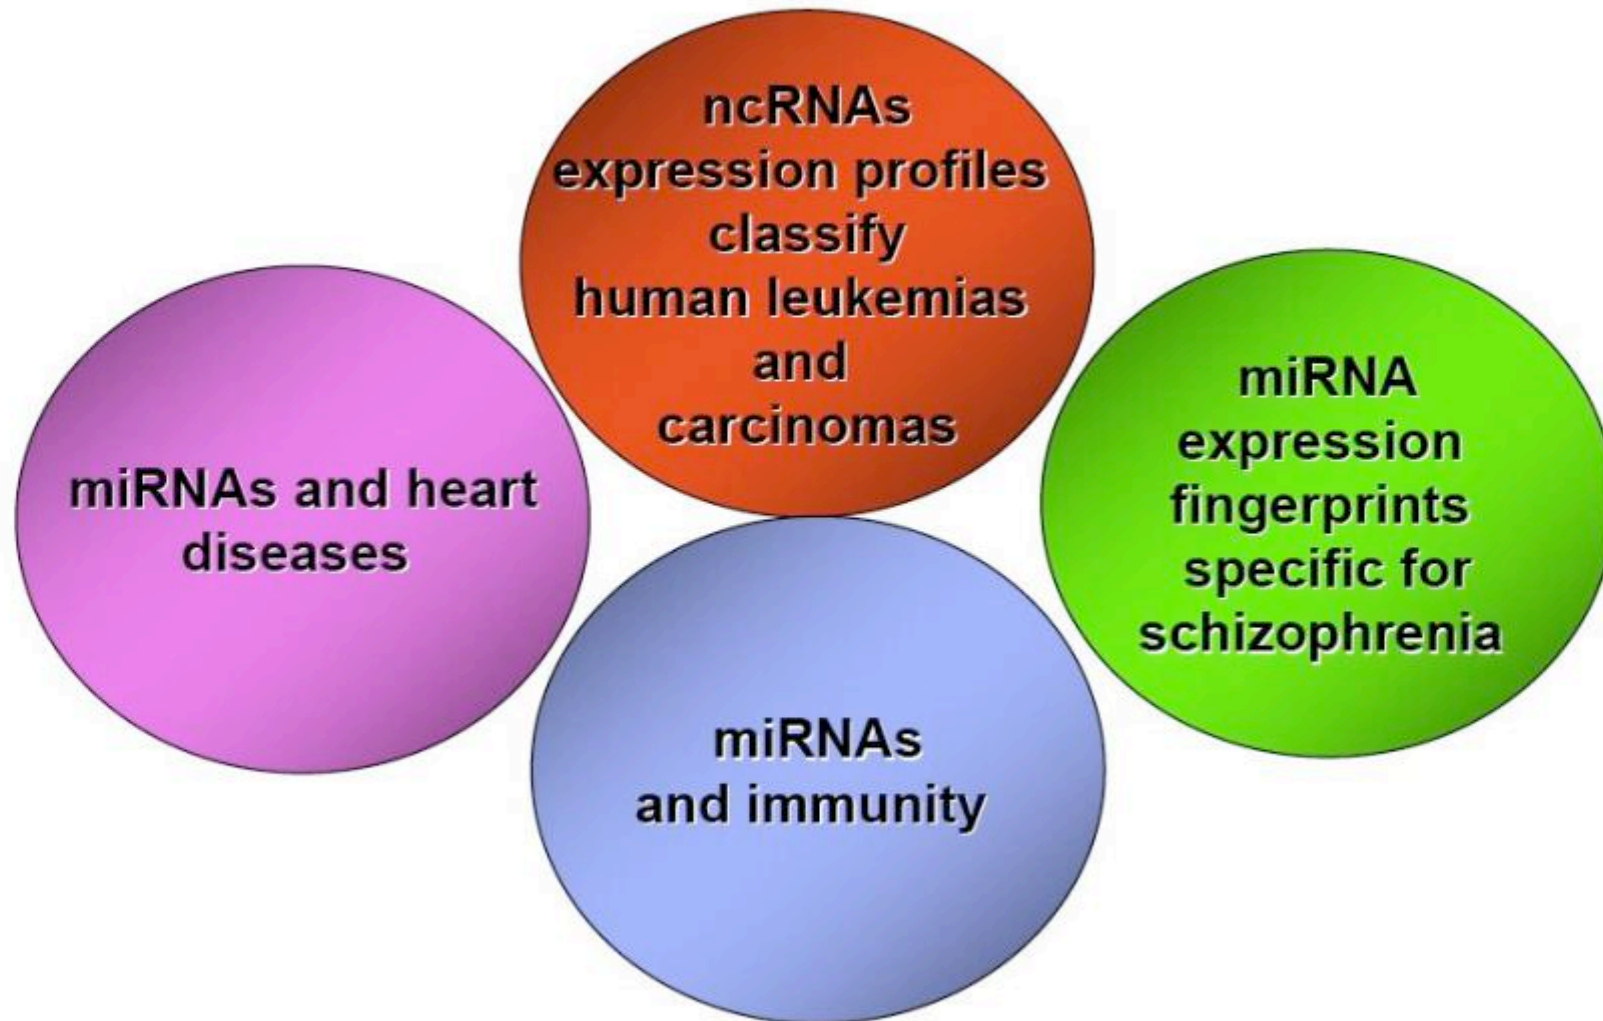 ncRNAs
expression profiles
classify
human leukemias
and
carcinomas
miRNAs and heart
diseases
miRNA
expression
fingerprints
specific for
schizophrenia
miRNAs
and immunity